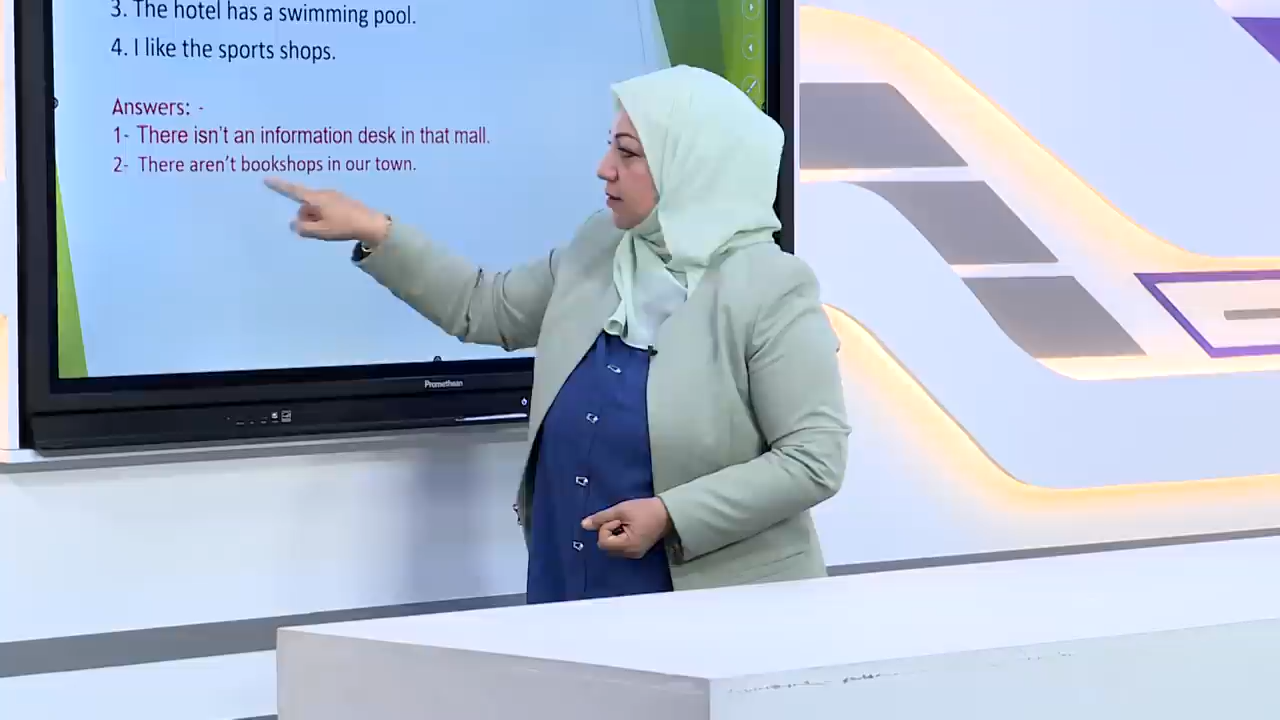 3. The hotel has a swimming pool.
4. I like the sports shops.
Answers: -
1- There isn't an information desk in that mall.
2- There aren't bookshops in our town.
Promethean